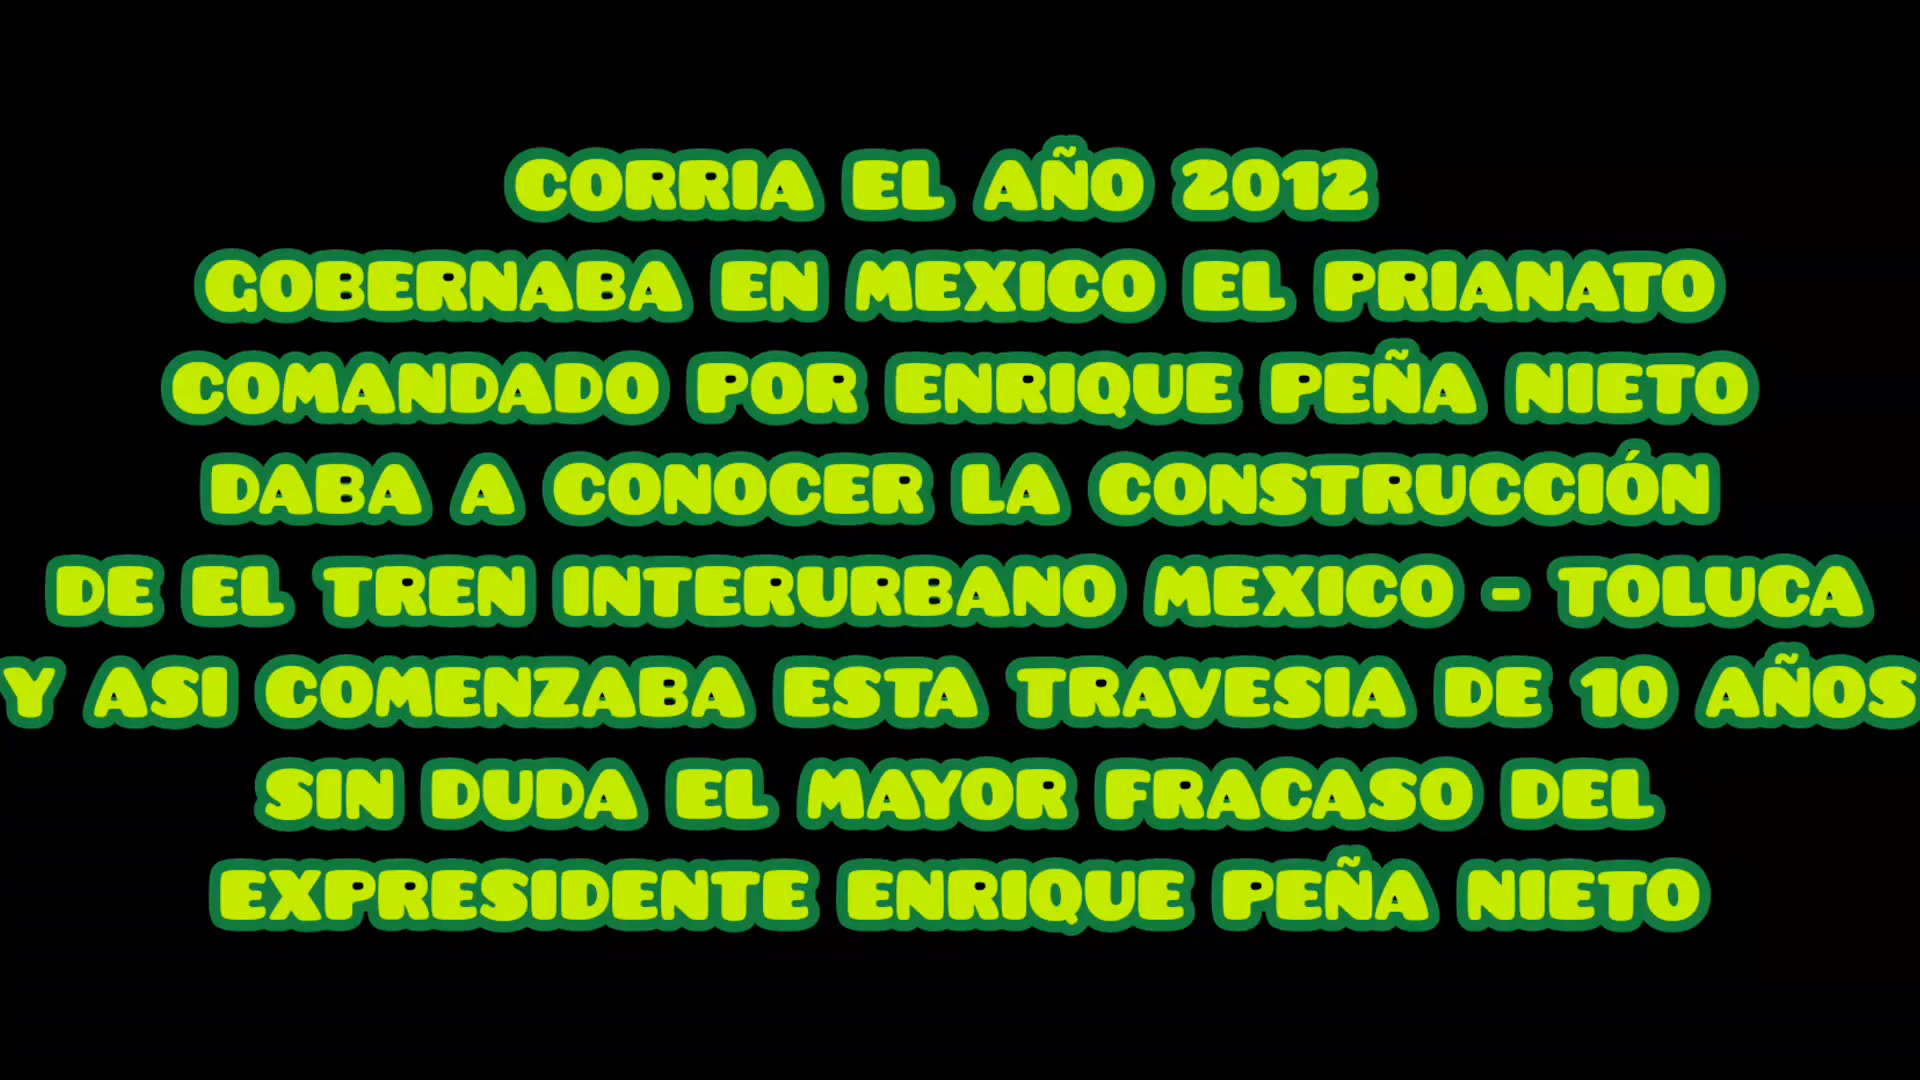 CORRIA EL AÑO 2012
GOBERNABA EN MEXICO EL PRIANATO
COMANDADO POR ENRIQUE PEÑA NIETO
DABA A CONOCER LA CONSTRUCCIÓN
DE EL TREN INTERURBANO MEXICO - TOLUCA
Y ASI COMENZABA ESTA TRAVESIA DE 10 AÑOS
SIN DUDA EL MAYOR FRACASO DEL
EXPRESIDENTE ENRIQUE PEÑA NIETO